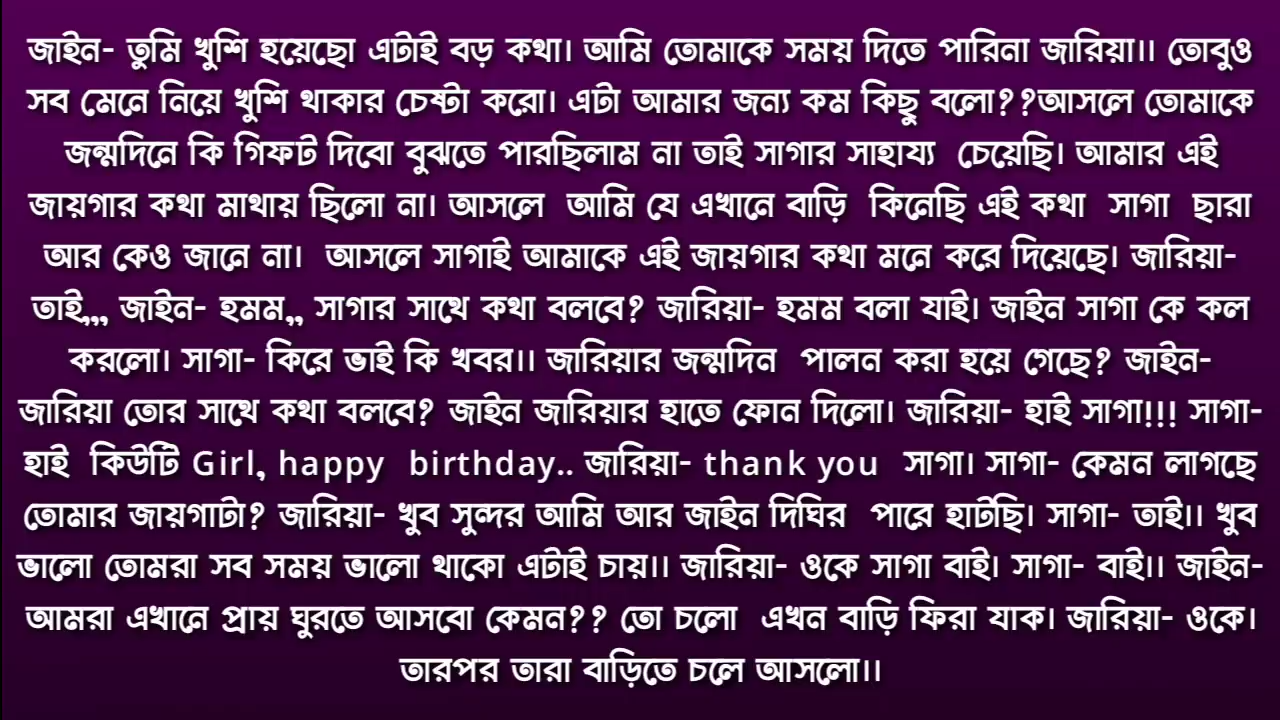 জাইন- তুমি খুশি হয়েছো এটাই বড় কথা। আমি তোমাকে সময় দিতে পারিনা জারিয়া।। তোবুও
সব মেনে নিয়ে খুশি থাকার চেষ্টা করো। এটা আমার জন্য কম কিছু বলো??আসলে তোমাকে
জন্মদিনে কি গিফট দিবো বুঝতে পারছিলাম না তাই সাগার সাহায্য চেয়েছি। আমার এই
জায়গার কথা মাথায় ছিলো না। আসলে আমি যে এখানে বাড়ি কিনেছি এই কথা সাগা ছারা
আর কেও জানে না। আসলে সাগাই আমাকে এই জায়গার কথা মনে করে দিয়েছে। জারিয়া-
তাই,,, জাইন- হমম,, সাগার সাথে কথা বলবে? জারিয়া- হমম বলা যাই। জাইন সাগা কে কল
করলো। সাগা- কিরে ভাই কি খবর।। জারিয়ার জন্মদিন পালন করা হয়ে গেছে? জাইন-
জারিয়া তোর সাথে কথা বলবে? জাইন জারিয়ার হাতে ফোন দিলো। জারিয়া- হাই সাগা!!! সাগা-
হাই কিউটি Girl, happy birthday.. জারিয়া- thank you সাগা। সাগা- কেমন লাগছে
তোমার জায়গাটা? জারিয়া- খুব সুন্দর আমি আর জাইন দিঘির পারে হাটছি। সাগা- তাই।। খুব
ভালো তোমরা সব সময় ভালো থাকো এটাই চায়।। জারিয়া- ওকে সাগা বাই। সাগা- বাই।। জাইন-
আমরা এখানে প্রায় ঘুরতে আসবো কেমন?? তো চলো এখন বাড়ি ফিরা যাক। জারিয়া- ওকে।
তারপর তারা বাড়িতে চলে আসলো।।